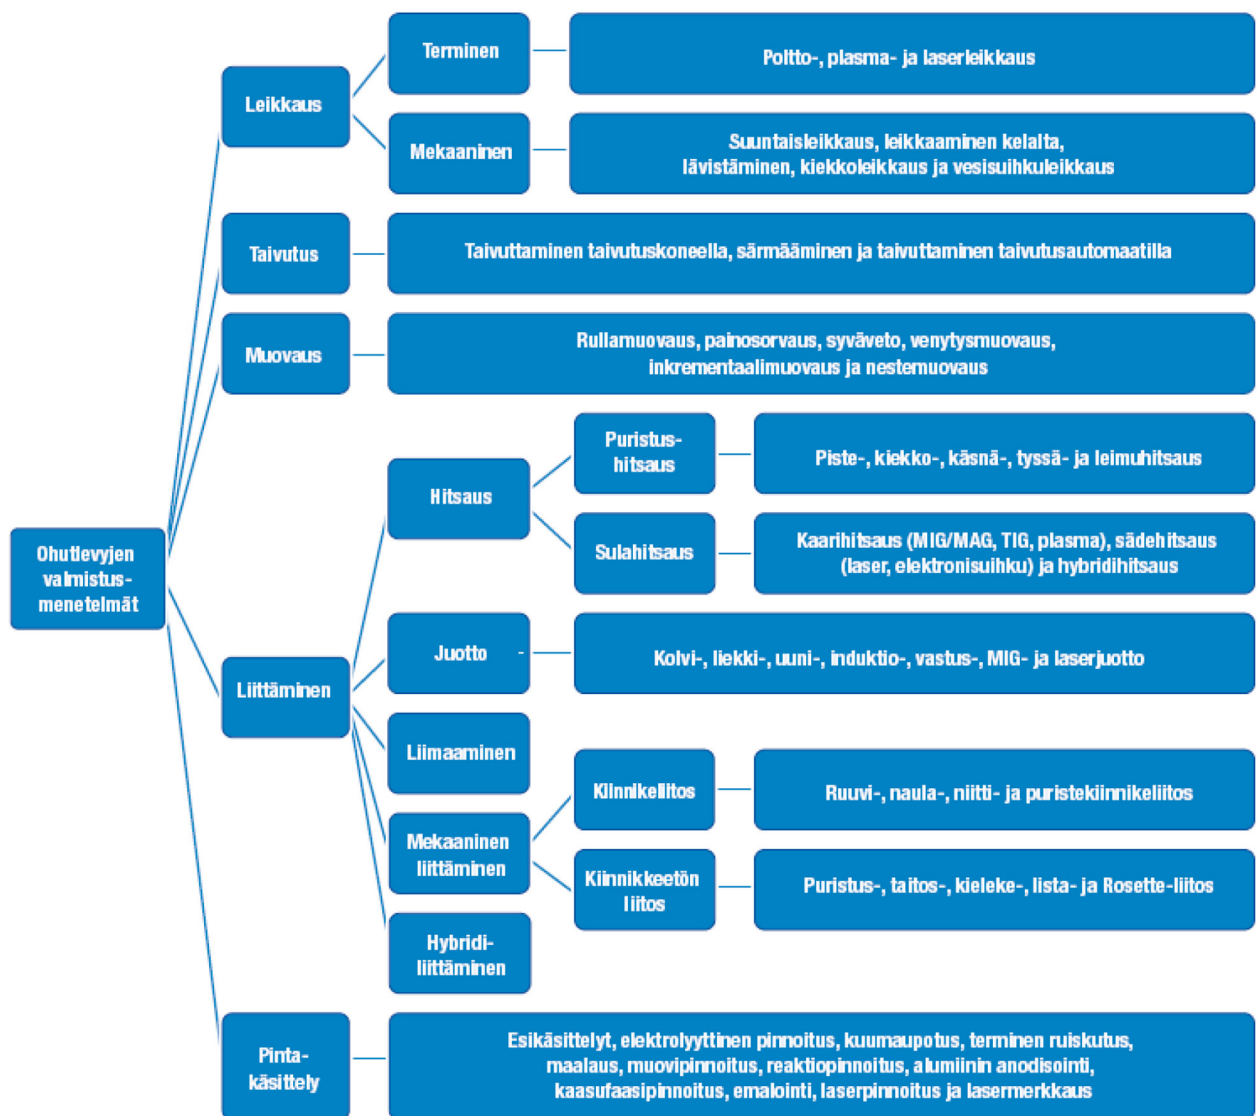 Terminen
Poltto-, plasma- ja laserleikkaus
Leikkaus
Mekaaninen
Suuntaisleikkaus, leikkaaminen kelalta,
lävistäminen, kiekkoleikkaus ja vesisuihkuleikkaus
Taivutus
Taivuttaminen taivutuskoneella, särmääminen ja taivuttaminen taivutusautomaatilla
Muovaus
Rullamuovaus, painosorvaus, syväveto, venytysmuovaus,
inkrementaalimuovaus ja nestemuovaus
Puristus-
hitsaus
Piste-, kiekko-, käsnä-, tyssä- ja leimuhitsaus
Hitsaus
Sulahitsaus
Kaarihitsaus (MIG/MAG, TIG, plasma), sädehitsaus
(laser, elektronisuihku) ja hybridihitsaus
Ohutlevyjen
valmistus-
menetelmät
Juotto
Kolvi-, liekki-, uuni-, induktio-, vastus-, MIG- ja laserjuotto
Liittäminen
Liimaaminen
Kiinnikeliitos
Ruuvi-, naula-, niitti- ja puristekiinnikeliitos
Mekaaninen
liittäminen
Kiinnikkeetön
liitos
Puristus-, taitos-, kieleke-, lista- ja Rosette-liitos
Hybridi-
liittäminen
Pinta-
käsittely
Esikäsittelyt, elektrolyyttinen pinnoitus, kuumaupotus, terminen ruiskutus,
maalaus, muovipinnoitus, reaktiopinnoitus, alumiinin anodisointi,
kaasufaasipinnoitus, emalointi, laserpinnoitus ja lasermerkkaus